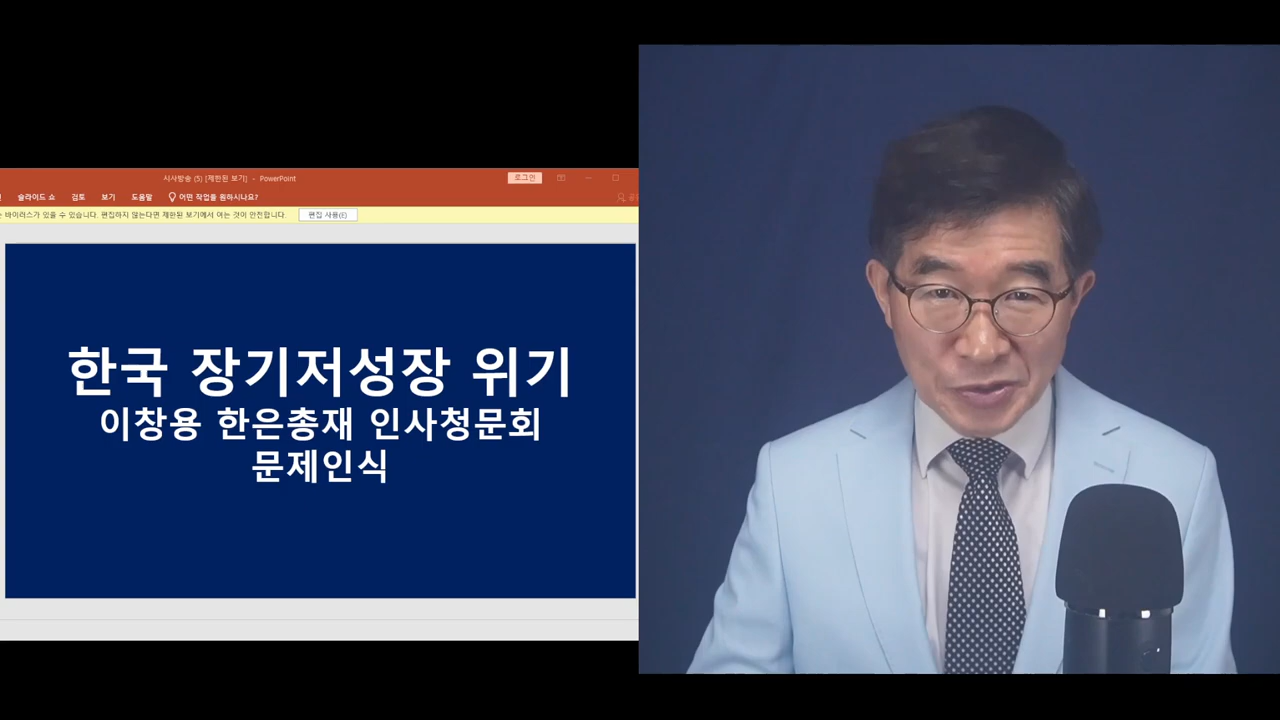 시사방송 (5) [제한된 보기] - PowerPoint
로그인
슬라이드 쇼 검토 보기 도움말 어떤 작업을 원하시나요?
바이러스가 있을 수 있습니다. 편집하지 않는다면 제한된 보기에서 여는 것이 안전합니다. 편집 사용(E)
한국 장기저성장 위기
이창용 한은총재 인사청문회
문제인식